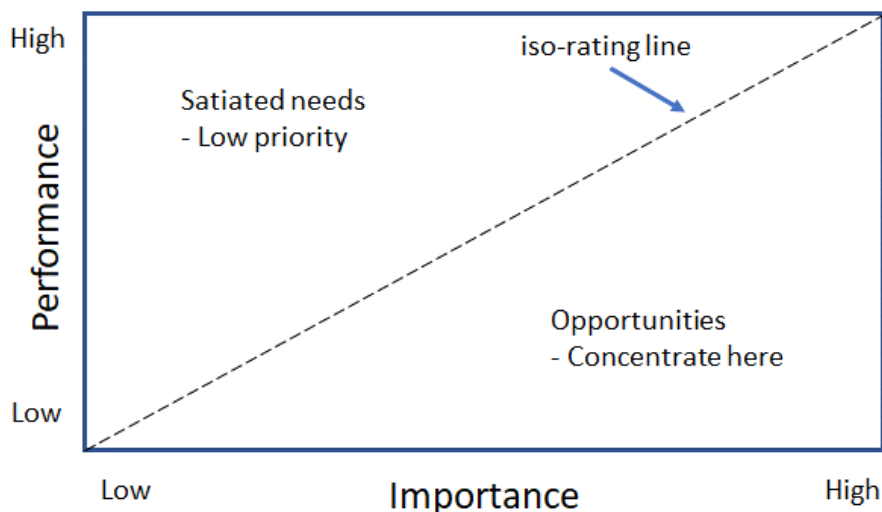 High
iso-rating line
Satiated needs
- Low priority
Performance
Opportunities
- Concentrate here
Low
Low
Importance
High